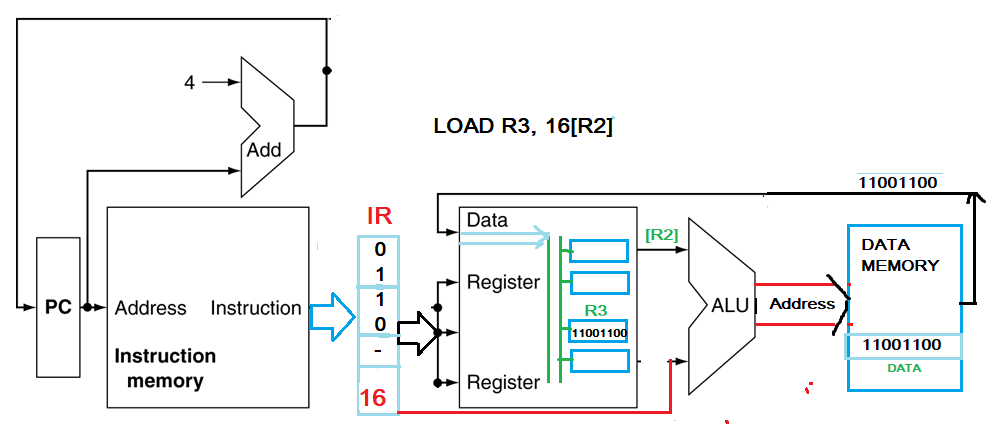 4
Add
LOAD R3, 16[R2]
11001100
IR
0
1
1
0
-
16
PC
Address
Instruction
Instruction
memory
Data
Register
Register
R3
11001100
[R2]
ALU
Address
DATA
MEMORY
11001100
DATA